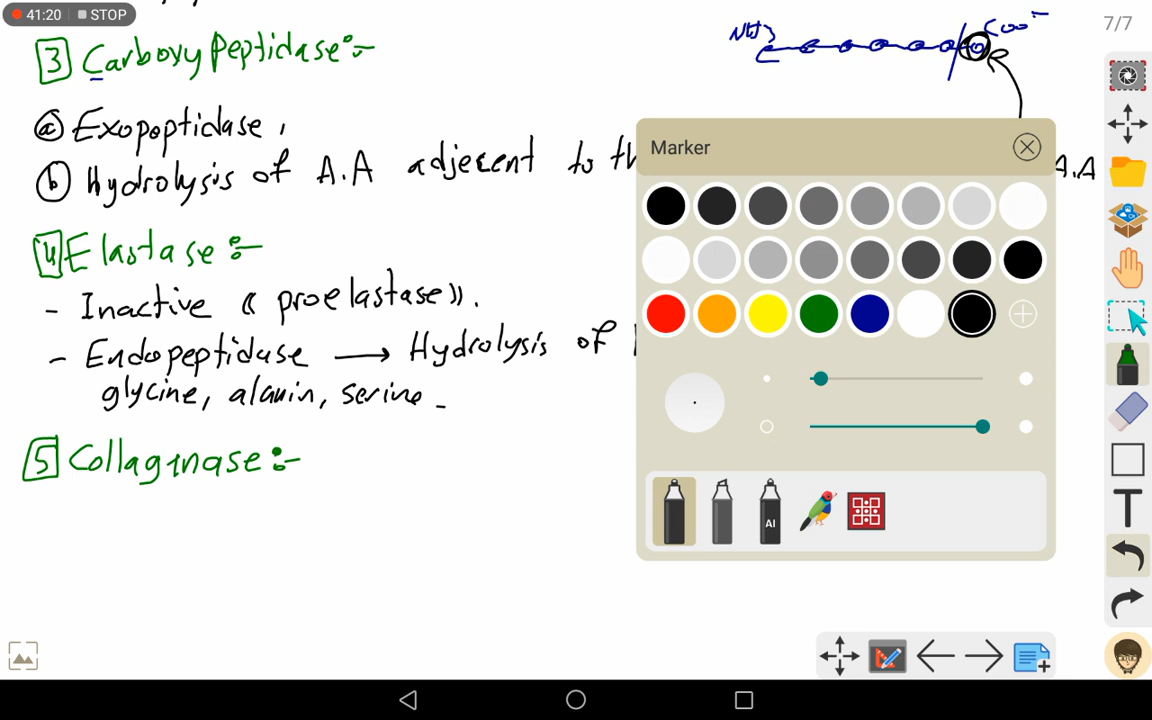 41:20 STOP
7/7
NH3 COO-
3 Carboxypeptidase:-
a Exopeptidase,
b Hydrolysis of A.A adjecent to th A.A
Marker
4 Elastase:-
- Inactive (( proelastase)).
- Endopeptidase → Hydrolysis of
glycine, alanin, serine -
5 Collaginase:-
AI
T